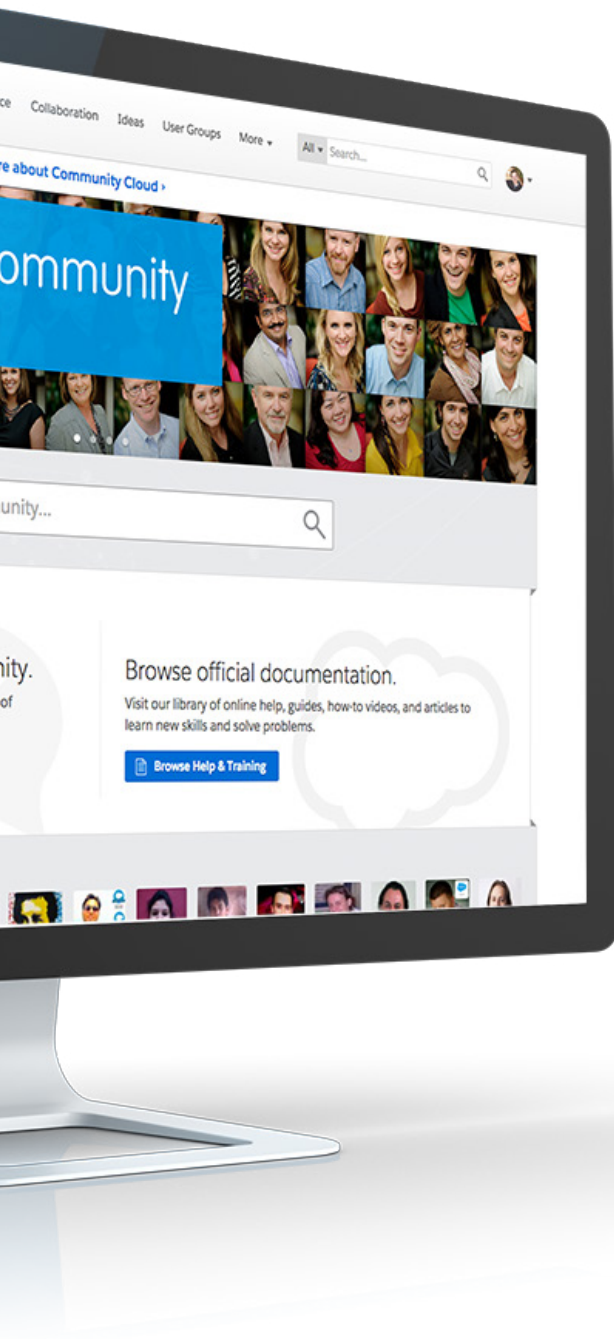 ce Collaboration Ideas User Groups More All Search...
re about Community Cloud ›
ommunity
unity...
nity.
of
Browse official documentation.
Visit our library of online help, guides, how-to videos, and articles to
learn new skills and solve problems.
Browse Help & Training